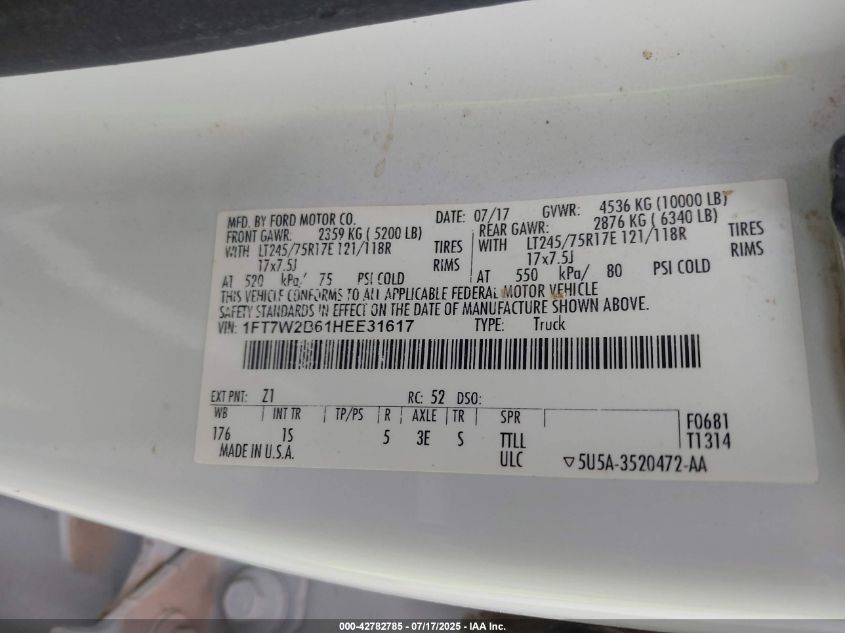 MFD. BY FORD MOTOR CO.
DATE: 07/17
GVWR: 4536 KG (10000 LB)
FRONT GAWR: 2359 KG ( 5200 LB)
REAR GAWR: 2876 KG ( 6340 LB)
WITH LT245/75R17E 121/118R TIRES
WITH LT245/75R17E 121/118R TIRES
17x7.5J RIMS
17x7.5J RIMS
AT 520 kPa/ 75 PSI COLD
AT 550 kPa/ 80 PSI COLD
THIS VEHICLE CONFORMS TO ALL APPLICABLE FEDERAL MOTOR VEHICLE
SAFETY STANDARDS IN EFFECT ON THE DATE OF MANUFACTURE SHOWN ABOVE.
VIN: 1FT7W2B61HEE31617 TYPE: Truck
EXT PNT: Z1 RC: 52 DSO:
WB INT TR TP/PS R AXLE TR SPR
176 1S 5 3E S TTLL
F0681
T1314
MADE IN U.S.A. ULC ▽5U5A-3520472-AA
000-42782785 - 07/17/2025 - IAA Inc.